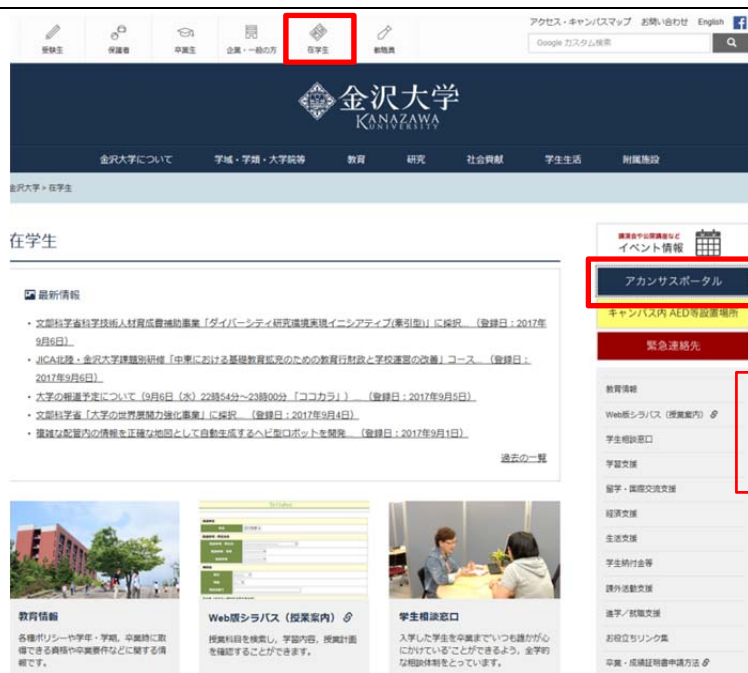 アクセス・キャンパスマップ お問い合わせ English f
受験生 保護者 卒業生 企業・一般の方 在学生 教職員
Google カスタム検索
金沢大学
KANAZAWA
UNIVERSITY
金沢大学について 学域・学類・大学院等 教育 研究 社会貢献 学生生活 附属施設
金沢大学 > 在学生
在学生
最新情報
・文部科学省科学技術人材育成費補助事業「ダイバーシティ研究環境実現イニシアティブ(牽引型)」に採択... (登録日:2017年
9月6日)
・JICA北陸・金沢大学課題別研修「中東における基礎教育拡充のための教育行財政と学校運営の改善」コース... (登録日:
2017年9月6日)
・大学の報道予定について(9月6日(水)22時54分~23時00分「ココカラ」)... (登録日:2017年9月5日)
・文部科学省「大学の世界展開力強化事業」に採択... (登録日:2017年9月4日)
・複雑な配管内の情報を正確な地図として自動生成するヘビ型ロボットを開発... (登録日:2017年9月1日)
過去の一覧
講演会や公開講座など
イベント情報
アカンサスポータル
キャンパス内 AED等設置場所
緊急連絡先
教育情報
Web版シラバス(授業案内)
学生相談窓口
学習支援
留学・国際交流支援
経済支援
生活支援
学生納付金等
課外活動支援
進学/就職支援
お役立ちリンク集
卒業・成績証明書申請方法
教育情報
各種ポリシーや学年・学期、卒業時に取
得できる資格や卒業要件などに関する情
報です。
Web版シラバス(授業案内)
授業科目を検索し、学習内容、授業計画
を確認することができます。
学生相談窓口
入学した学生を卒業まで"いつも誰かが心
にかけている"ことができるよう、全学的
な相談体制をとっています。